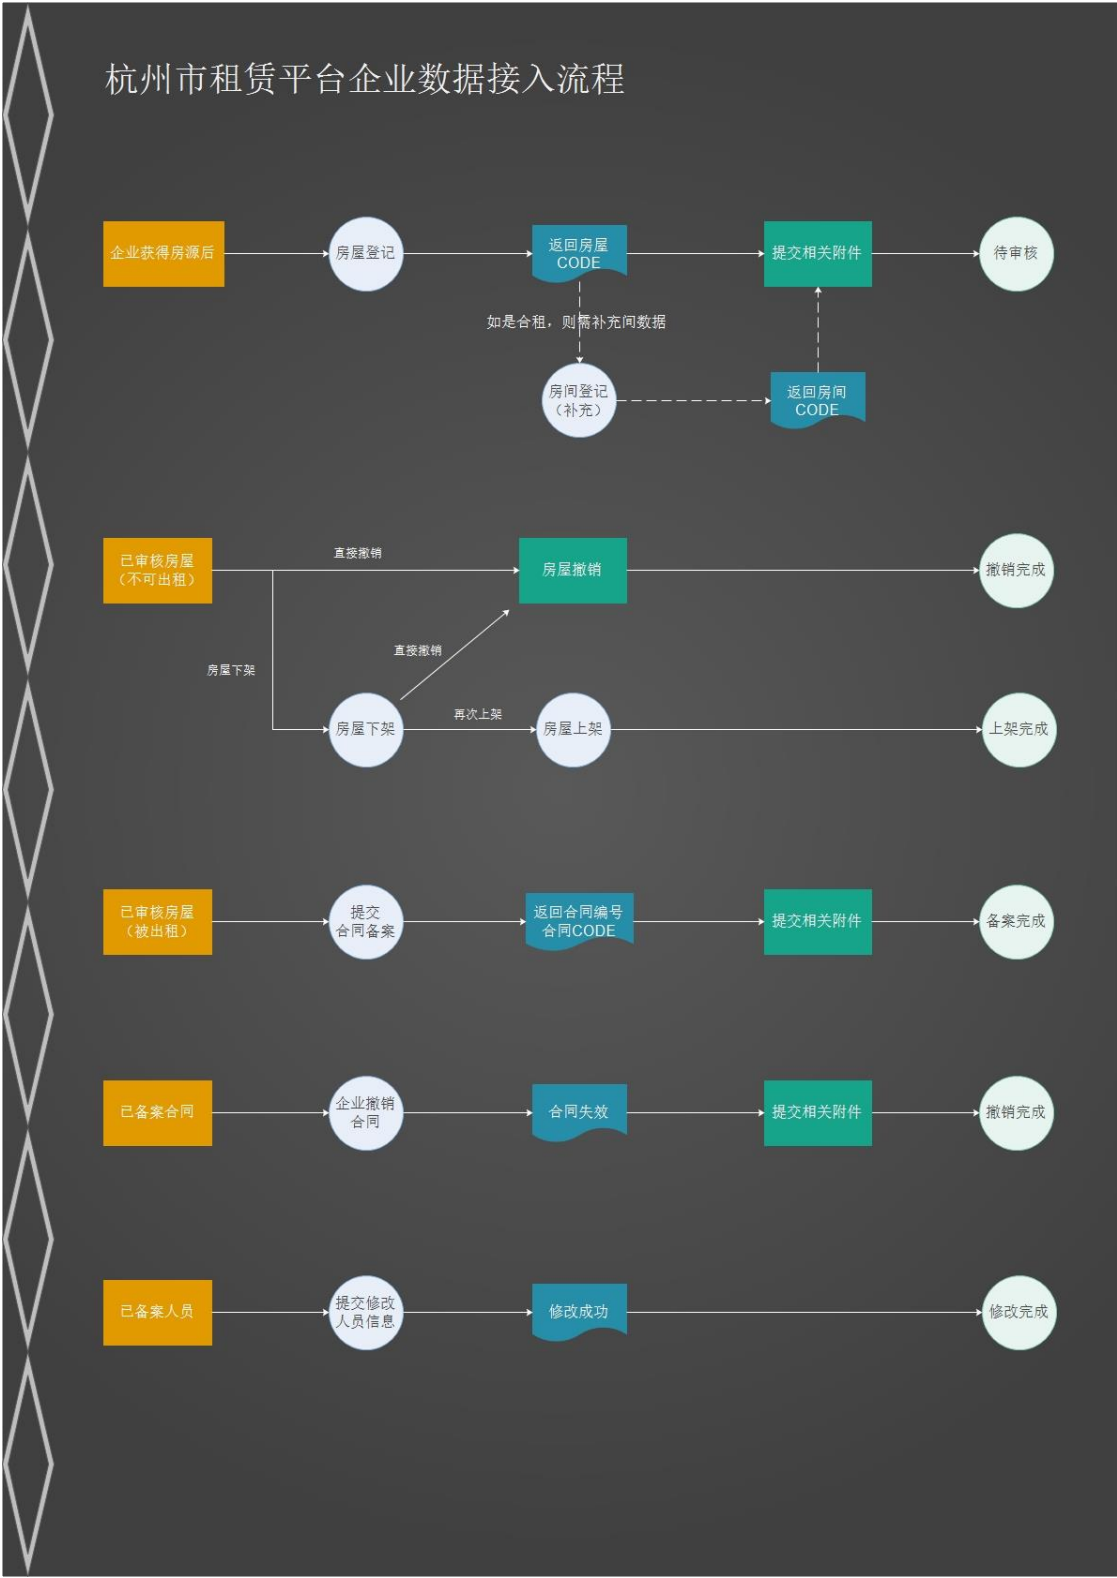 杭州市租赁平台企业数据接入流程
企业获得房源后
房屋登记
返回房屋
CODE
提交相关附件
待审核
如是合租，则需补充间数据
房间登记
（补充）
返回房间
CODE
已审核房屋
（不可出租）
直接撤销
房屋撤销
撤销完成
直接撤销
房屋下架
房屋下架
再次上架
房屋上架
上架完成
已审核房屋
（被出租）
提交
合同备案
返回合同编号
合同CODE
提交相关附件
备案完成
已备案合同
企业撤销
合同
合同失效
提交相关附件
撤销完成
已备案人员
提交修改
人员信息
修改成功
修改完成